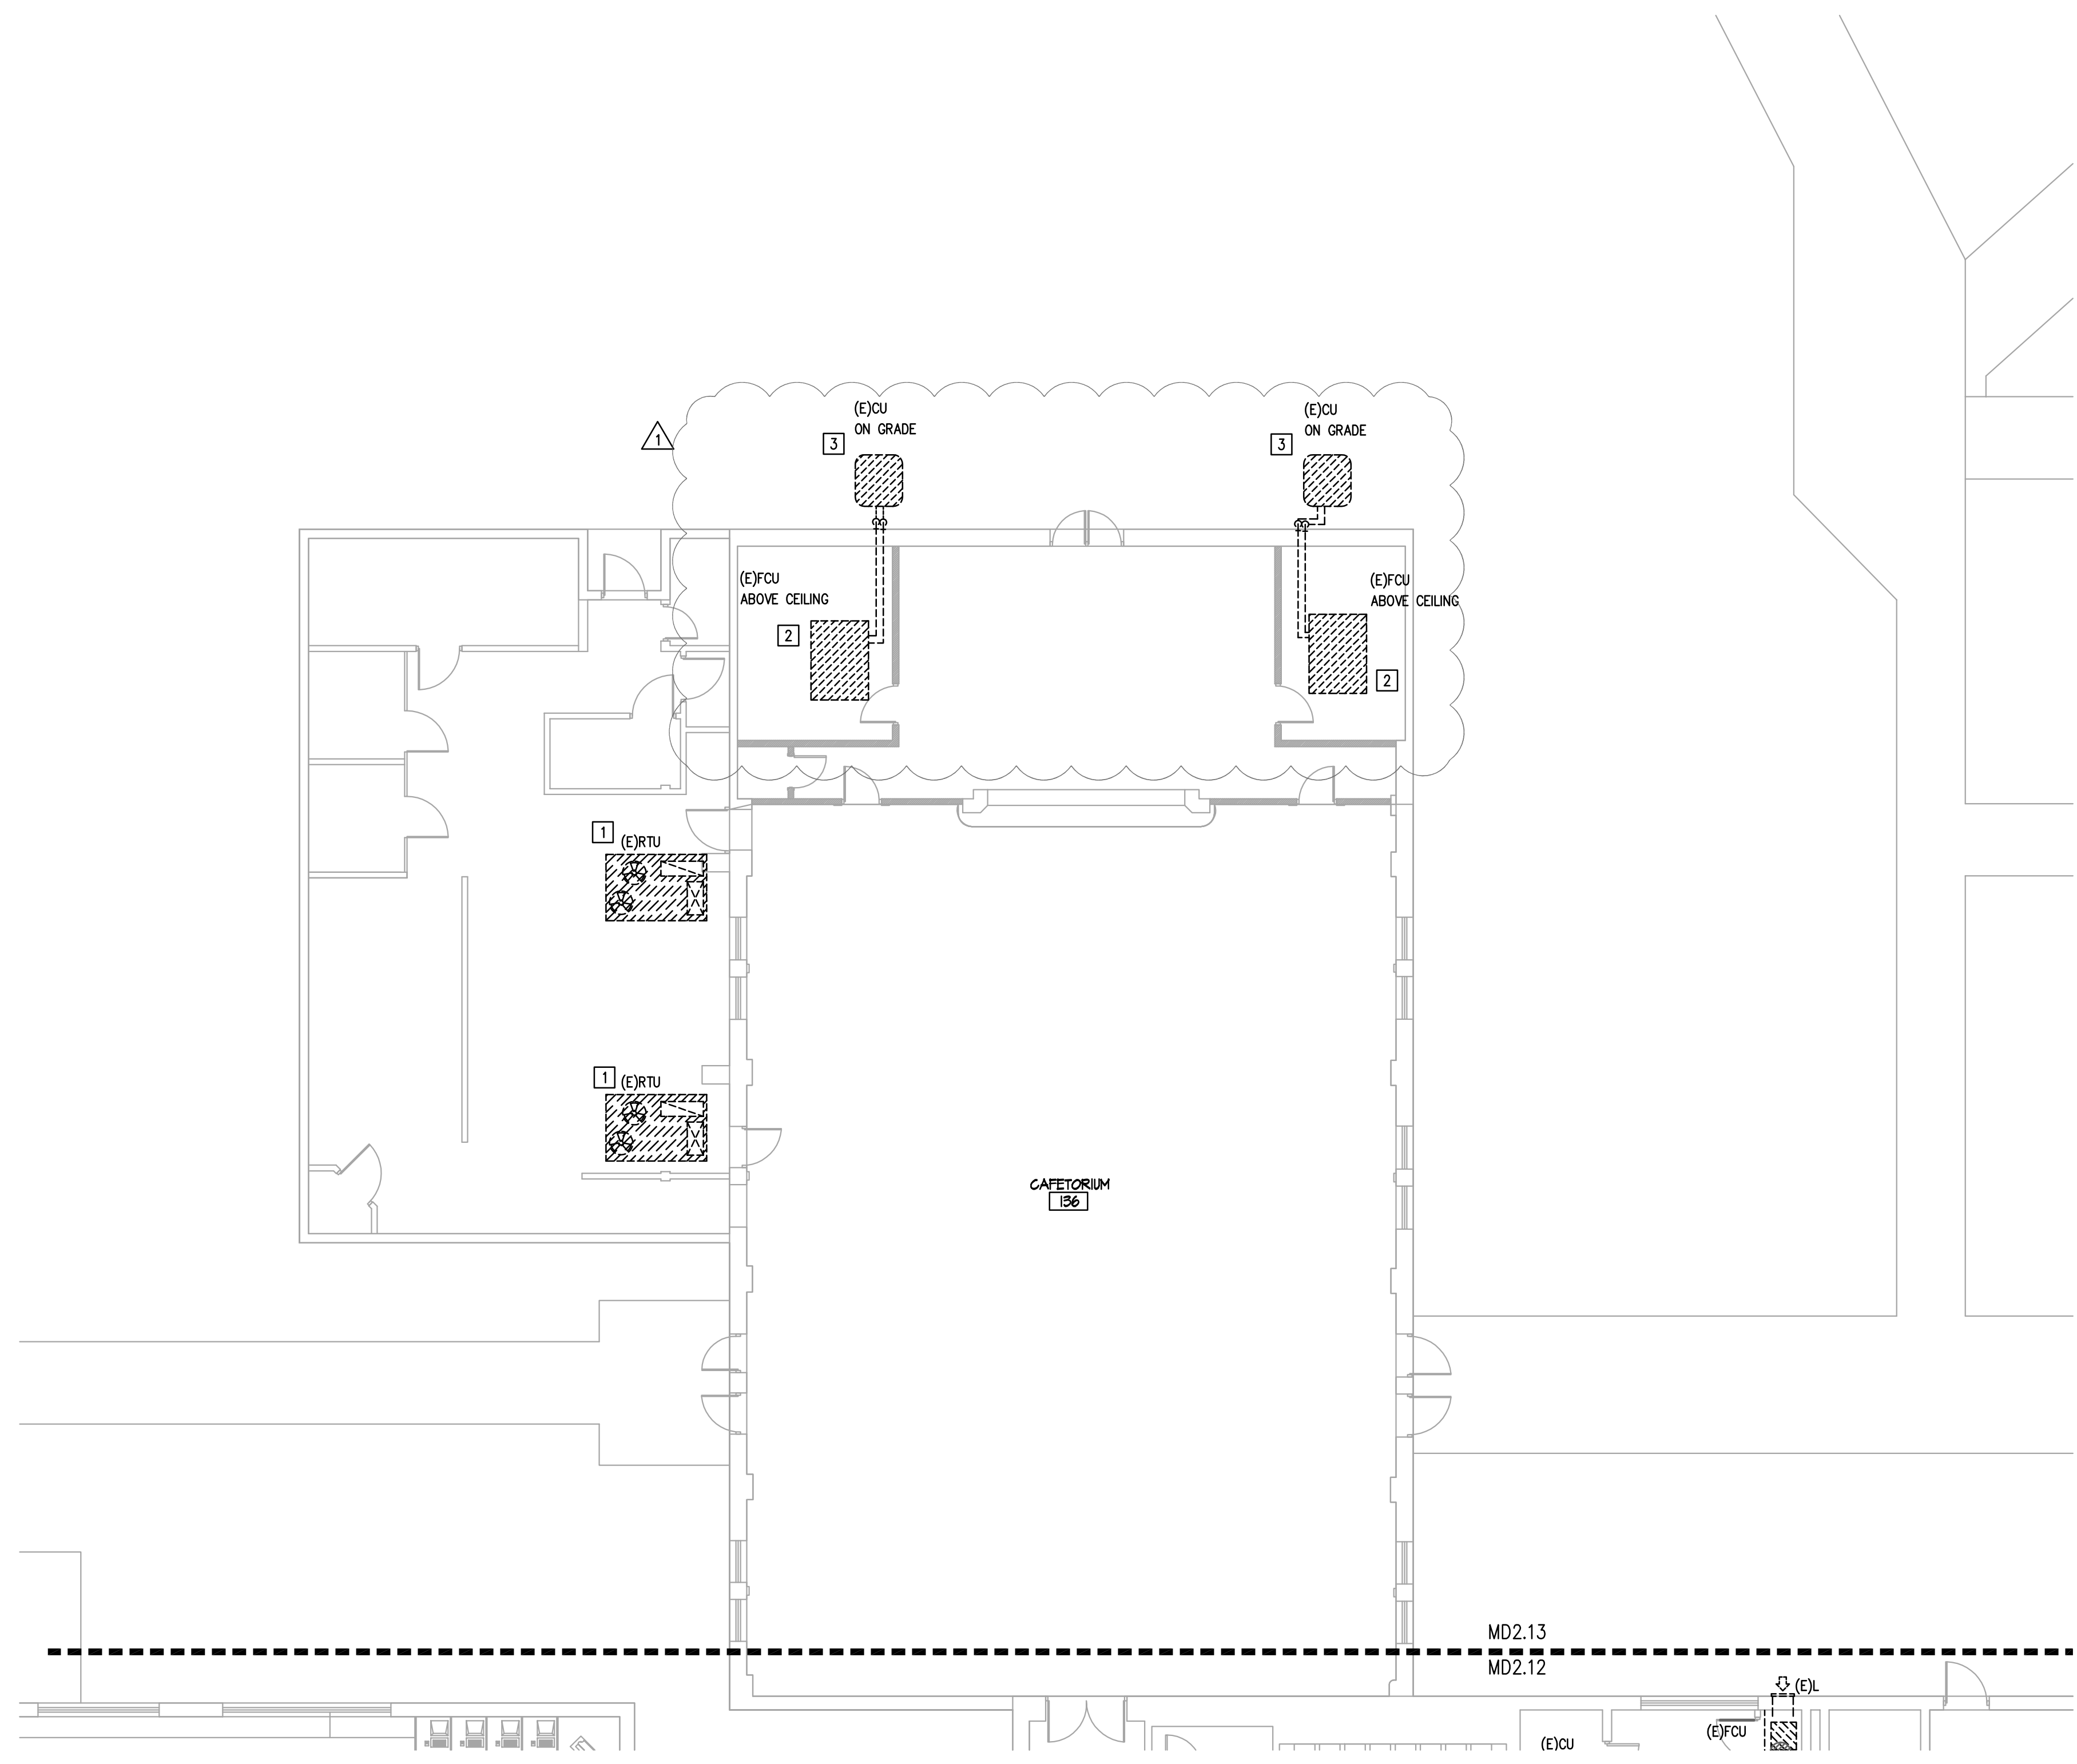 (E)CU
ON GRADE
3
(E)CU
ON GRADE
3
1
(E)FCU
ABOVE CEILING
2
(E)FCU
ABOVE CEILING
2
1
(E)RTU
1
(E)RTU
CAFETORIUM
136
MD2.13
MD2.12
(E)L
(E)FCU
(E)CU